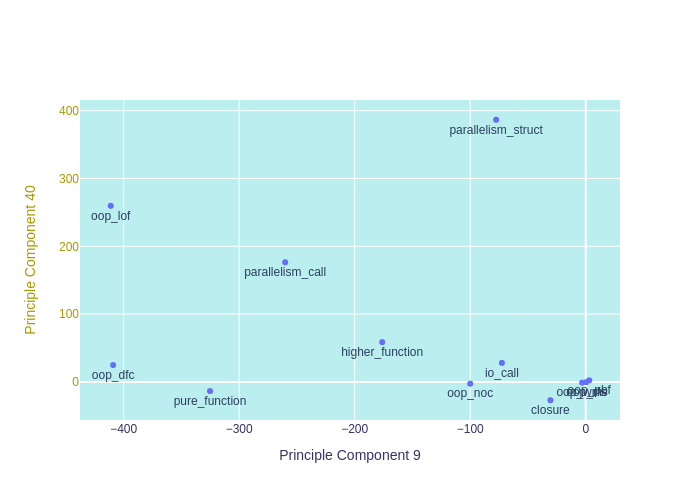 400
parallelism_struct
300
oop_lof
200
parallelism_call
100
higher_function
io_call
oop_dfc
0
oop_noc
pure_function
closure
−400
−300
−200
−100
0
Principle Component 9
Principle Component 40